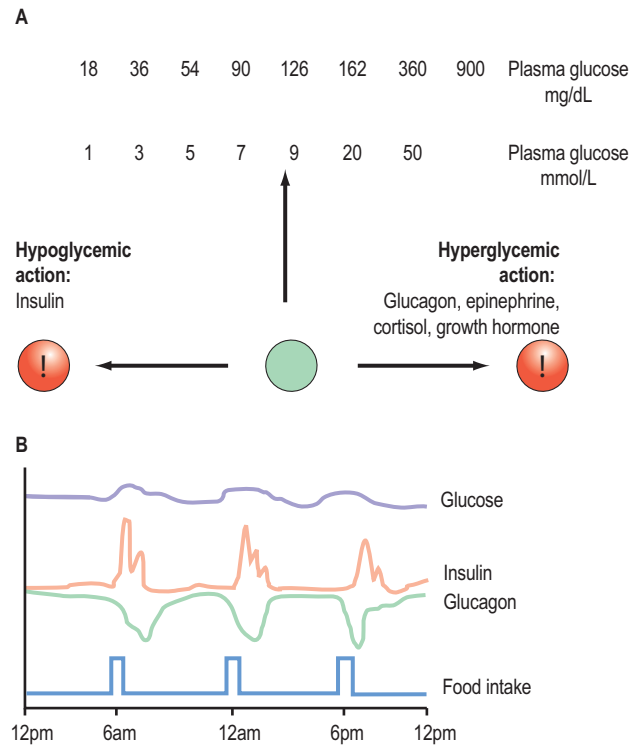 A
18 36 54 90 126 162 360 900 Plasma glucose
mg/dL
1 3 5 7 9 20 50 Plasma glucose
mmol/L
Hypoglycemic
action:
Insulin
Hyperglycemic
action:
Glucagon, epinephrine,
cortisol, growth hormone
! !
B
Glucose
Insulin
Glucagon
Food intake
12pm 6am 12am 6pm 12pm